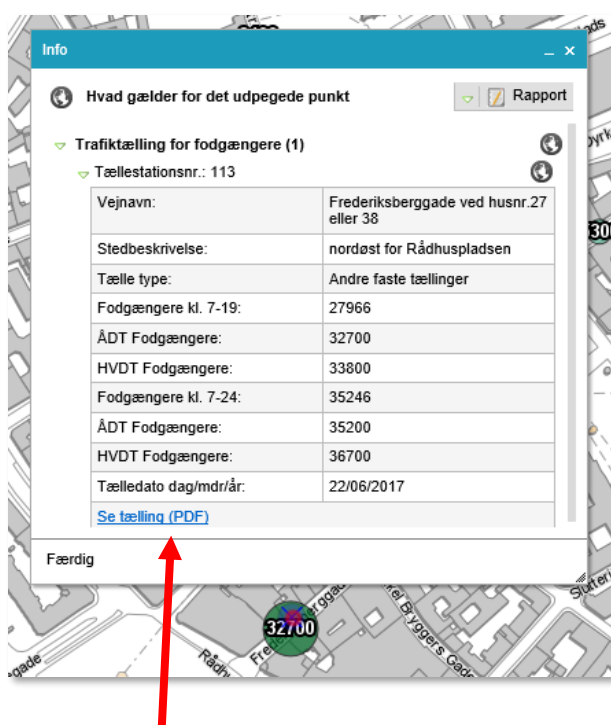 Info
Hvad gælder for det udpegede punkt
Rapport
Trafiktælling for fodgængere (1)
Tællestationsnr.: 113
Vejnavn: Frederiksberggade ved husnr.27
eller 38
Stedbeskrivelse: nordøst for Rådhuspladsen
Tælle type: Andre faste tællinger
Fodgængere kl. 7-19: 27966
ÅDT Fodgængere: 32700
HVDT Fodgængere: 33800
Fodgængere kl. 7-24: 35246
ÅDT Fodgængere: 35200
HVDT Fodgængere: 36700
Tælledato dag/mdr/år: 22/06/2017
Se tælling (PDF)
Færdig
32700